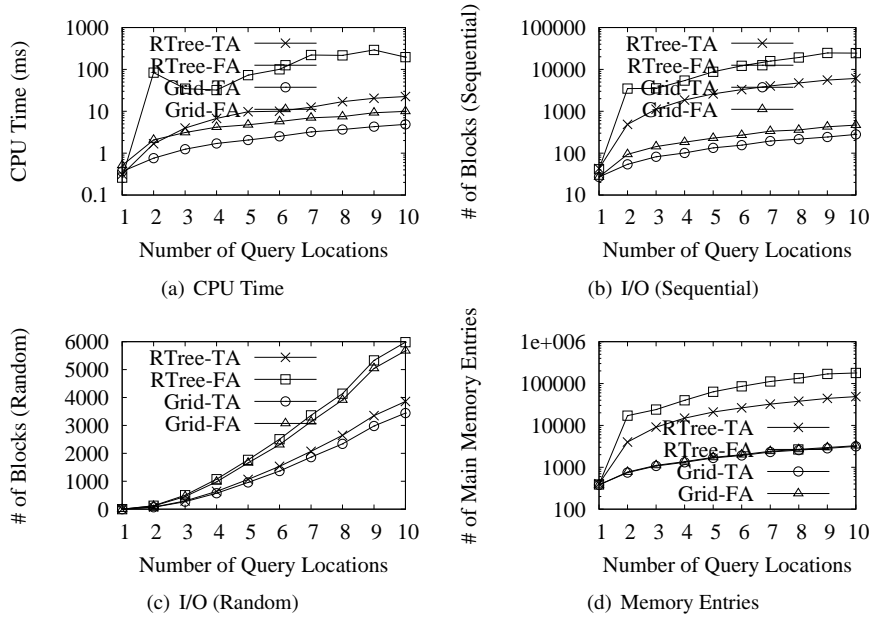 CPU Time (ms)
1000
100
10
1
0.1
RTree-TA
RTree-FA
Grid-TA
Grid-FA
1 2 3 4 5 6 7 8 9 10
Number of Query Locations
(a) CPU Time
# of Blocks (Sequential)
100000
10000
1000
100
10
RTree-TA
RTree-FA
Grid-TA
Grid-FA
1 2 3 4 5 6 7 8 9 10
Number of Query Locations
(b) I/O (Sequential)
# of Blocks (Random)
6000
5000
4000
3000
2000
1000
0
RTree-TA
RTree-FA
Grid-TA
Grid-FA
1 2 3 4 5 6 7 8 9 10
Number of Query Locations
(c) I/O (Random)
# of Main Memory Entries
1e+006
100000
10000
1000
100
RTree-TA
RTree-FA
Grid-TA
Grid-FA
1 2 3 4 5 6 7 8 9 10
Number of Query Locations
(d) Memory Entries